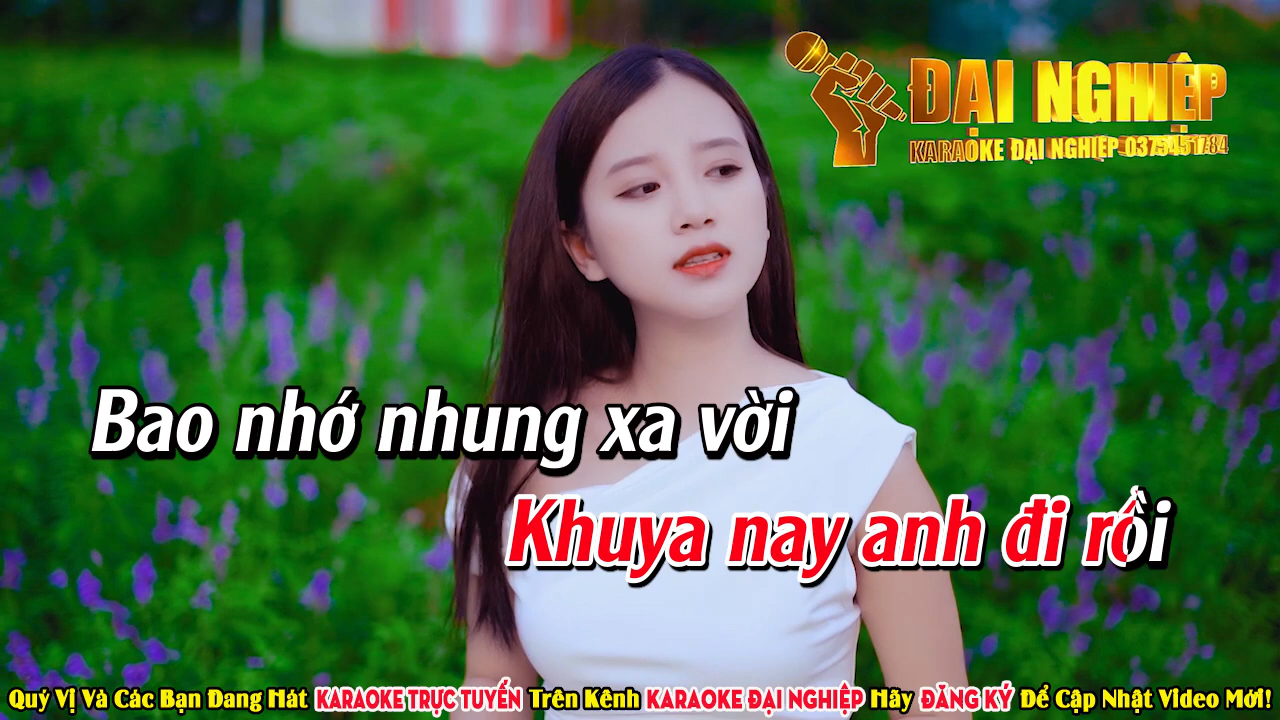 ĐẠI NGHIỆP
KARAOKE ĐẠI NGHIỆP 0375451784
Bao nhớ nhung xa vời
Khuya nay anh đi rồi
Quý Vị Và Các Bạn Đang Hát KARAOKE TRỰC TUYẾN Trên Kênh KARAOKE ĐẠI NGHIỆP Hãy ĐĂNG KÝ Để Cập Nhật Video Mới!